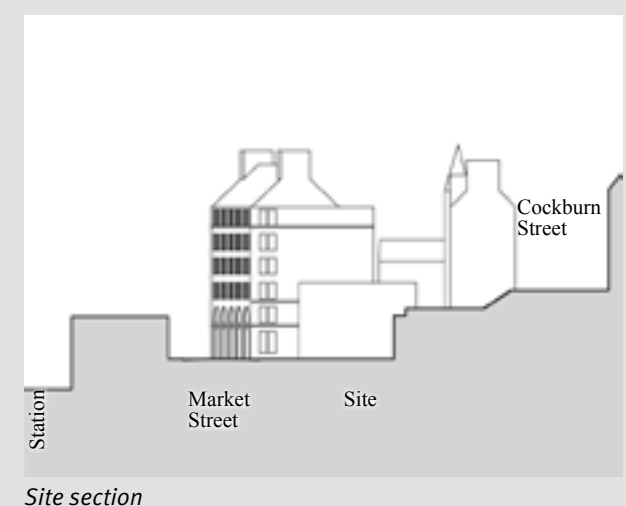 Cockburn
Street
Market
Street
Site
Station
Site section